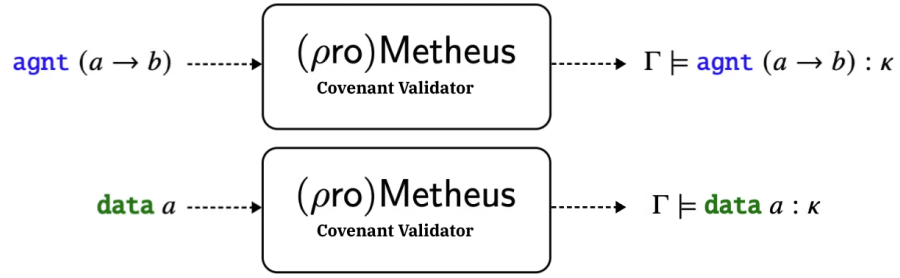 agnt (a → b)
(ρro)Metheus
Covenant Validator
Γ ⊨ agnt (a → b) : κ
data a
(ρro)Metheus
Covenant Validator
Γ ⊨ data a : κ